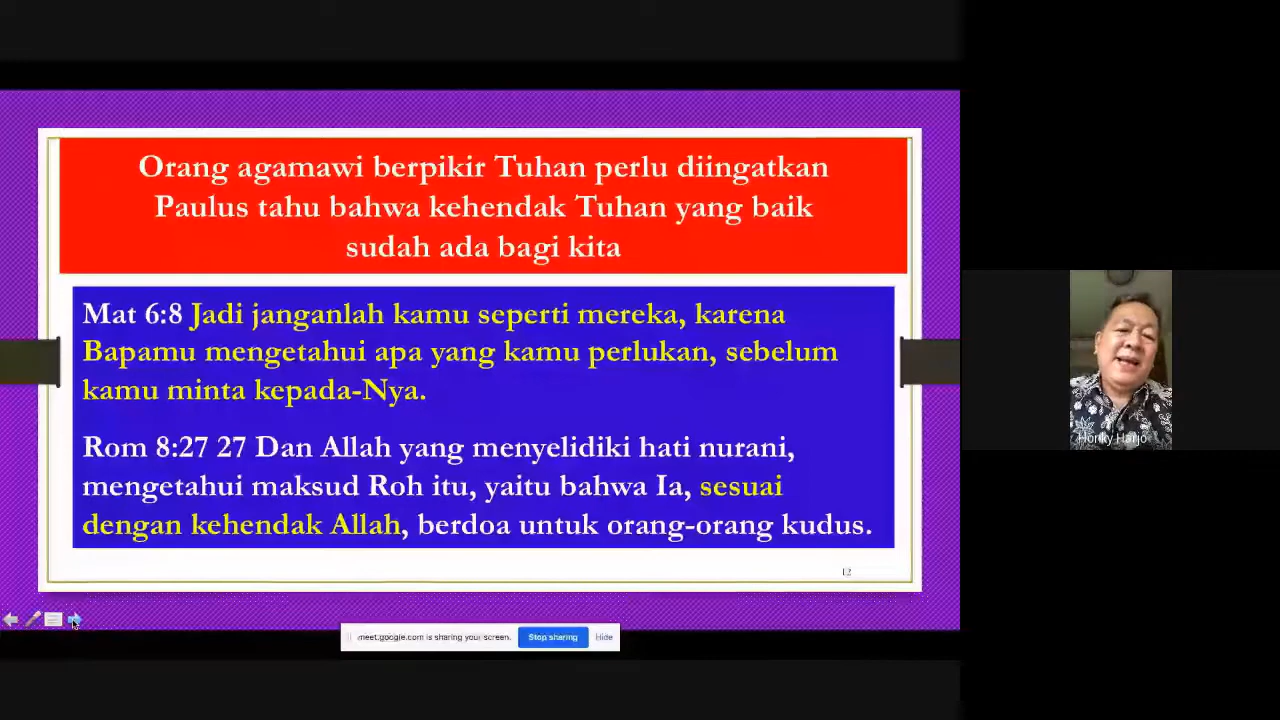 Orang agamawi berpikir Tuhan perlu diingatkan
Paulus tahu bahwa kehendak Tuhan yang baik
sudah ada bagi kita
Mat 6:8 Jadi janganlah kamu seperti mereka, karena
Bapamu mengetahui apa yang kamu perlukan, sebelum
kamu minta kepada-Nya.
Rom 8:27 27 Dan Allah yang menyelidiki hati nurani,
mengetahui maksud Roh itu, yaitu bahwa Ia, sesuai
dengan kehendak Allah, berdoa untuk orang-orang kudus.
12
meet.google.com is sharing your screen.
Stop sharing
Hide
Honky Harjo